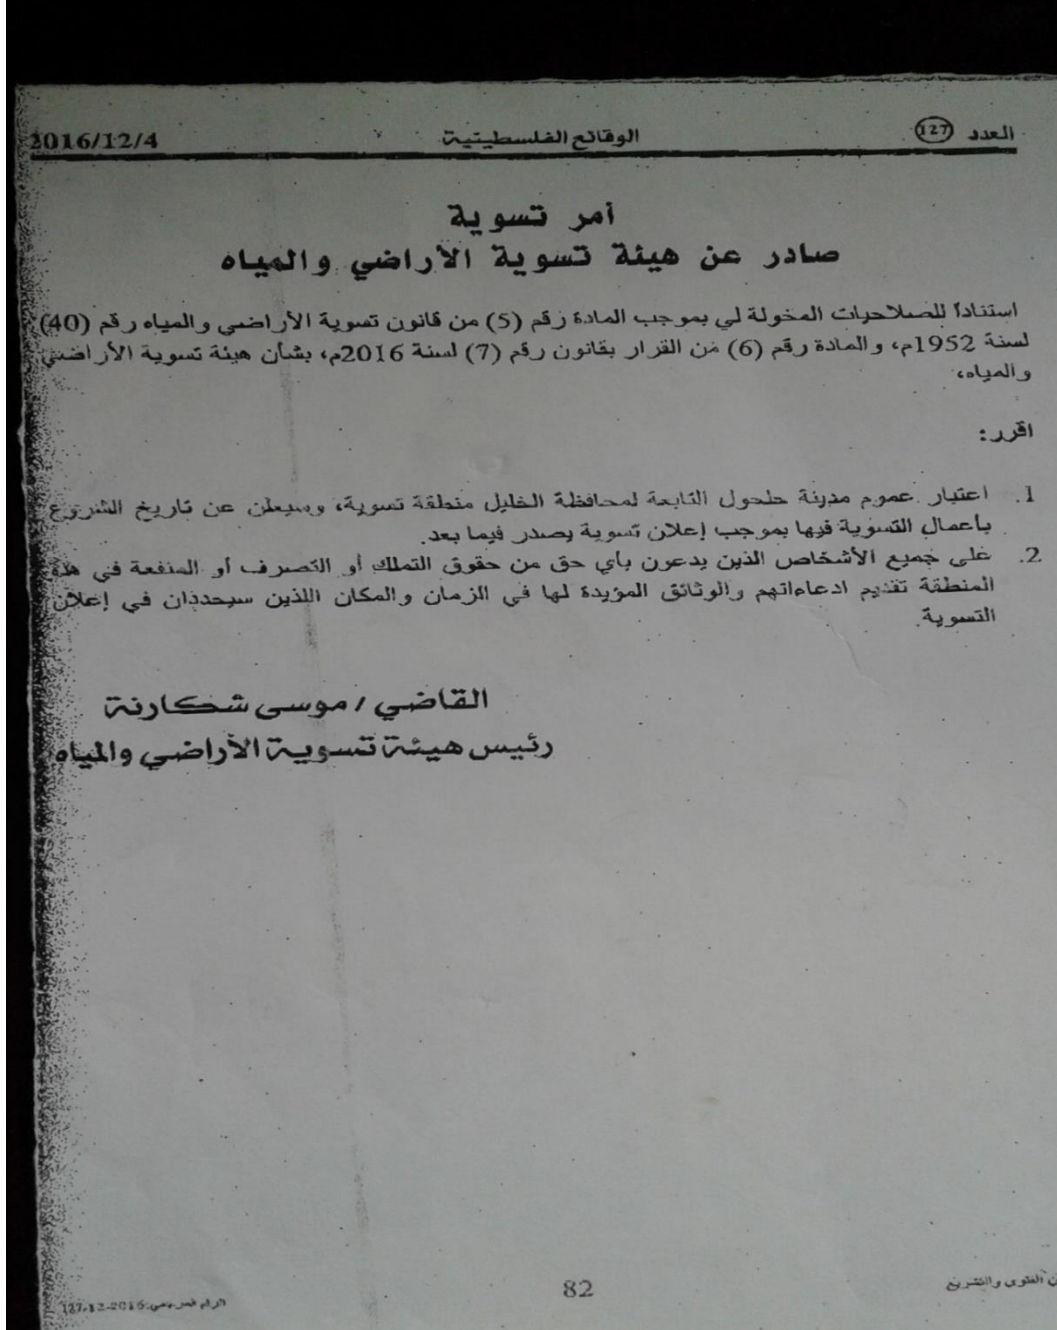 العدد 127 الوقائع الفلسطينية 2016/12/4
أمر تسوية
صادر عن هيئة تسوية الأراضي والمياه
استناداً للصلاحيات المخولة لي بموجب المادة رقم (5) من قانون تسوية الأراضي والمياه رقم (40)
لسنة 1952م، والمادة رقم (6) من القرار بقانون رقم (7) لسنة 2016م، بشأن هيئة تسوية الأراضي
والمياه،
اقرر:
1. اعتبار عموم مدينة حلحول التابعة لمحافظة الخليل منطقة تسوية، وسيعلن عن تاريخ الشروع
بأعمال التسوية فيها بموجب إعلان تسوية يصدر فيما بعد.
2. على جميع الأشخاص الذين يدعون بأي حق من حقوق التملك أو التصرف أو المنفعة في هذه
المنطقة تقديم ادعاءاتهم والوثائق المؤيدة لها في الزمان والمكان اللذين سيحددان في إعلان
التسوية.
القاضي / موسى شكارنة
رئيس هيئة تسوية الأراضي والمياه
الفتوى والتشريع 82